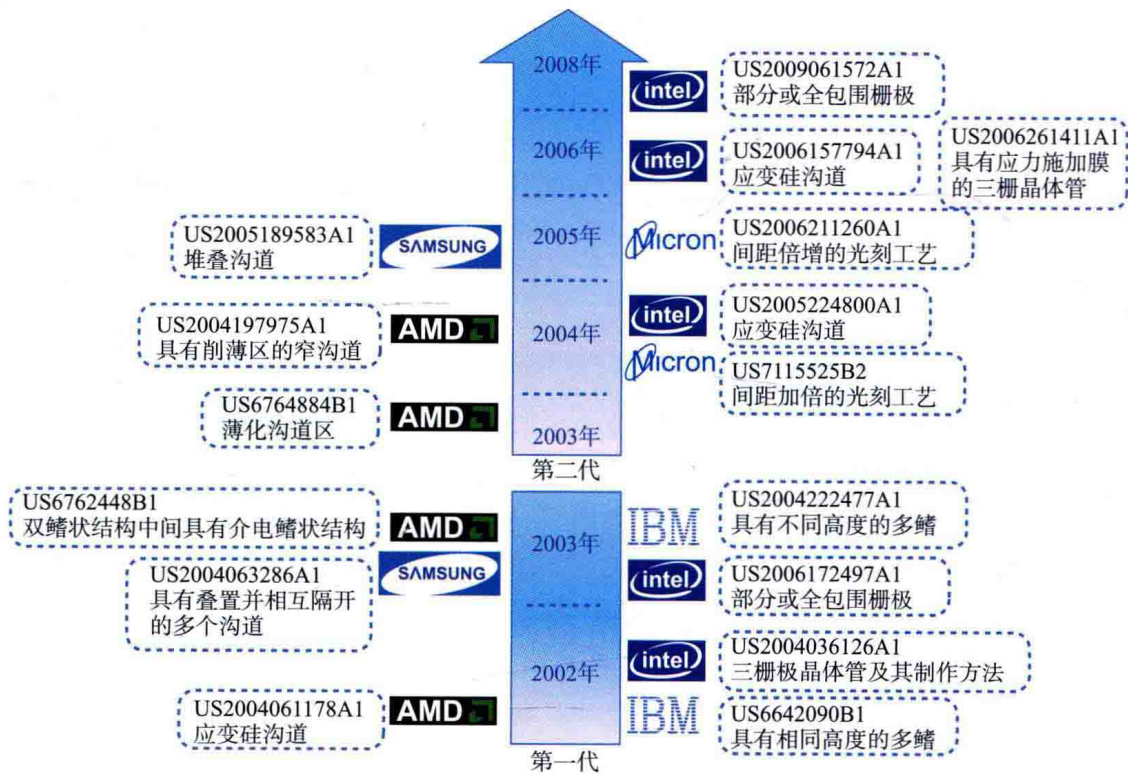 2008年
intel
US2009061572A1
部分或全包围栅极
2006年
intel
US2006157794A1
应变硅沟道
US2006261411A1
具有应力施加膜
的三栅晶体管
US2005189583A1
堆叠沟道
SAMSUNG
2005年
Micron
US2006211260A1
间距倍增的光刻工艺
US2004197975A1
具有削薄区的窄沟道
AMD
2004年
intel
US2005224800A1
应变硅沟道
Micron
US7115525B2
间距加倍的光刻工艺
US6764884B1
薄化沟道区
AMD
2003年
第二代
US6762448B1
双鳍状结构中间具有介电鳍状结构
AMD
2003年
IBM
US2004222477A1
具有不同高度的多鳍
US2004063286A1
具有叠置并相互隔开
的多个沟道
SAMSUNG
intel
US2006172497A1
部分或全包围栅极
2002年
intel
US2004036126A1
三栅极晶体管及其制作方法
US2004061178A1
应变硅沟道
AMD
IBM
US6642090B1
具有相同高度的多鳍
第一代